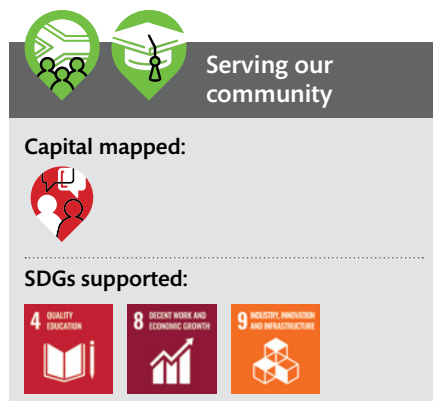 Serving our
community
Capital mapped:
SDGs supported:
4 QUALITY
EDUCATION
8 DECENT WORK AND
ECONOMIC GROWTH
9 INDUSTRY, INNOVATION
AND INFRASTRUCTURE